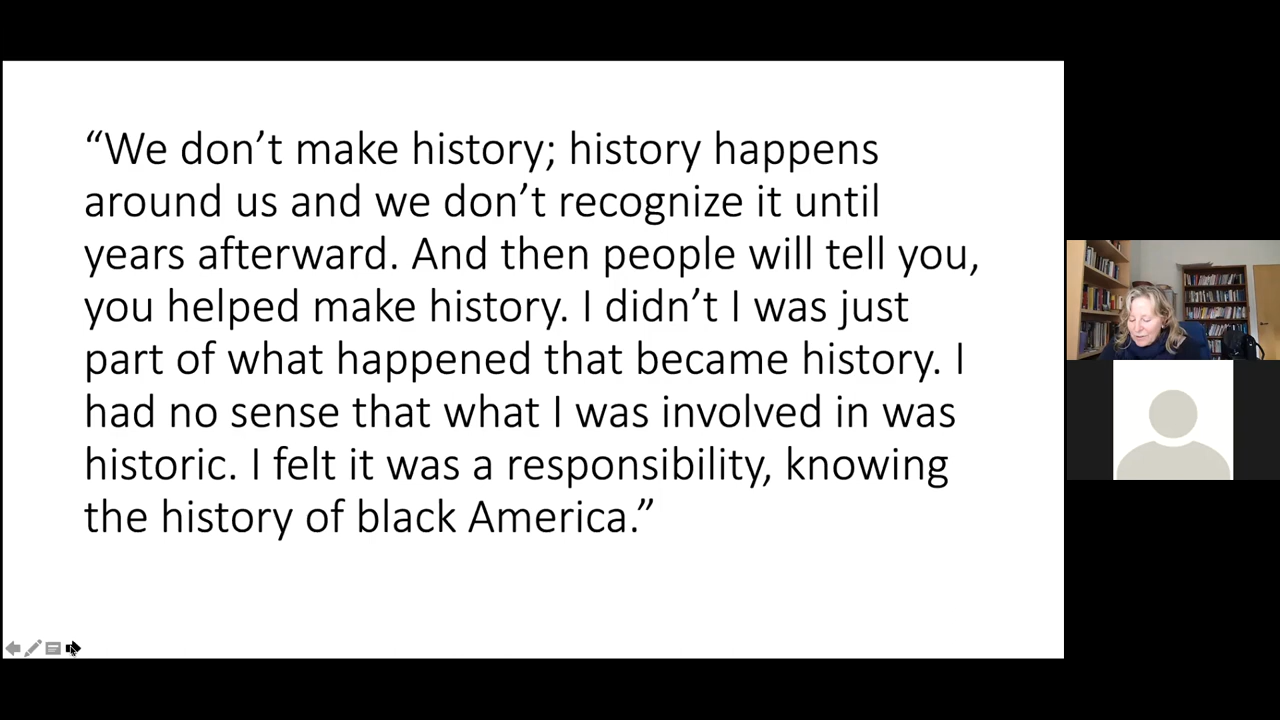 “We don’t make history; history happens
around us and we don’t recognize it until
years afterward. And then people will tell you,
you helped make history. I didn’t I was just
part of what happened that became history. I
had no sense that what I was involved in was
historic. I felt it was a responsibility, knowing
the history of black America.”